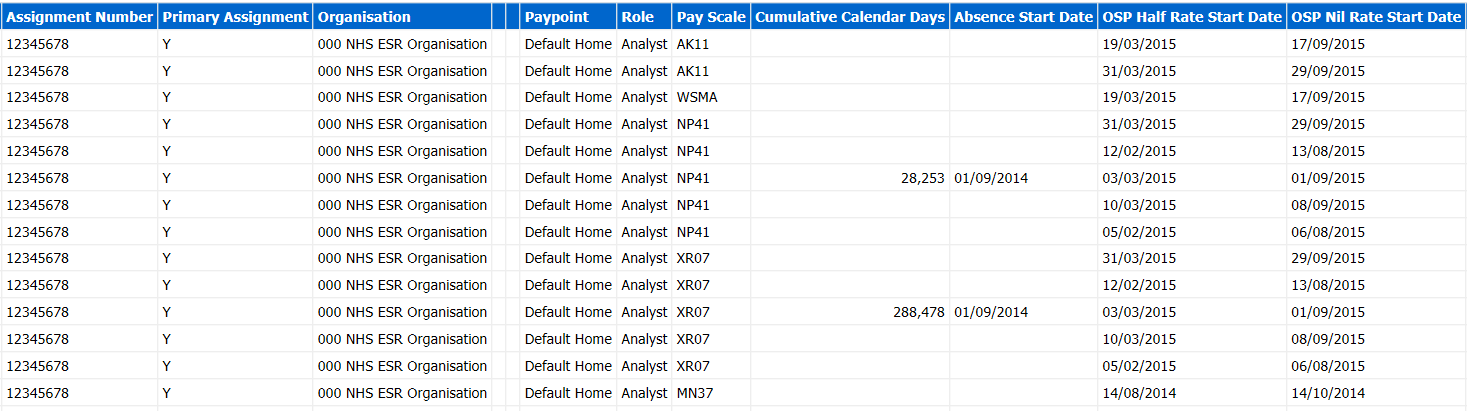 Assignment Number Primary Assignment Organisation Paypoint Role Pay Scale Cumulative Calendar Days Absence Start Date OSP Half Rate Start Date OSP Nil Rate Start Date
12345678 Y 000 NHS ESR Organisation Default Home Analyst AK11 19/03/2015 17/09/2015
12345678 Y 000 NHS ESR Organisation Default Home Analyst AK11 31/03/2015 29/09/2015
12345678 Y 000 NHS ESR Organisation Default Home Analyst WSMA 19/03/2015 17/09/2015
12345678 Y 000 NHS ESR Organisation Default Home Analyst NP41 31/03/2015 29/09/2015
12345678 Y 000 NHS ESR Organisation Default Home Analyst NP41 12/02/2015 13/08/2015
12345678 Y 000 NHS ESR Organisation Default Home Analyst NP41 28,253 01/09/2014 03/03/2015 01/09/2015
12345678 Y 000 NHS ESR Organisation Default Home Analyst NP41 10/03/2015 08/09/2015
12345678 Y 000 NHS ESR Organisation Default Home Analyst NP41 05/02/2015 06/08/2015
12345678 Y 000 NHS ESR Organisation Default Home Analyst XR07 31/03/2015 29/09/2015
12345678 Y 000 NHS ESR Organisation Default Home Analyst XR07 12/02/2015 13/08/2015
12345678 Y 000 NHS ESR Organisation Default Home Analyst XR07 288,478 01/09/2014 03/03/2015 01/09/2015
12345678 Y 000 NHS ESR Organisation Default Home Analyst XR07 10/03/2015 08/09/2015
12345678 Y 000 NHS ESR Organisation Default Home Analyst XR07 05/02/2015 06/08/2015
12345678 Y 000 NHS ESR Organisation Default Home Analyst MN37 14/08/2014 14/10/2014